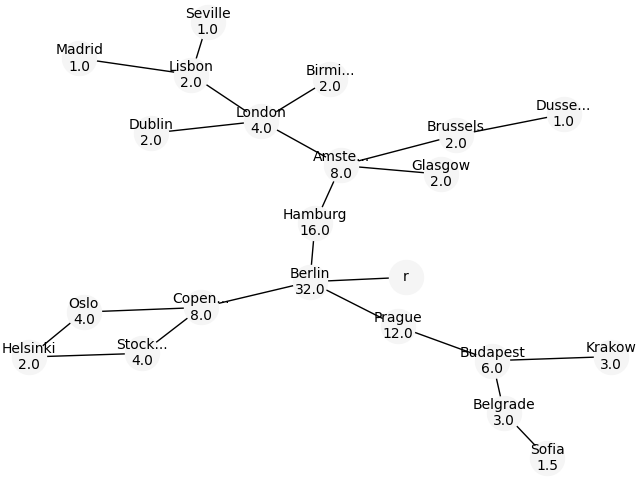 Seville
1.0
Madrid
1.0
Lisbon
2.0
Birmi...
2.0
London
4.0
Dublin
2.0
Dusse...
1.0
Brussels
2.0
Amste...
8.0
Glasgow
2.0
Hamburg
16.0
Berlin
32.0
r
Copen...
8.0
Oslo
4.0
Prague
12.0
Helsinki
2.0
Stock...
4.0
Budapest
6.0
Krakow
3.0
Belgrade
3.0
Sofia
1.5